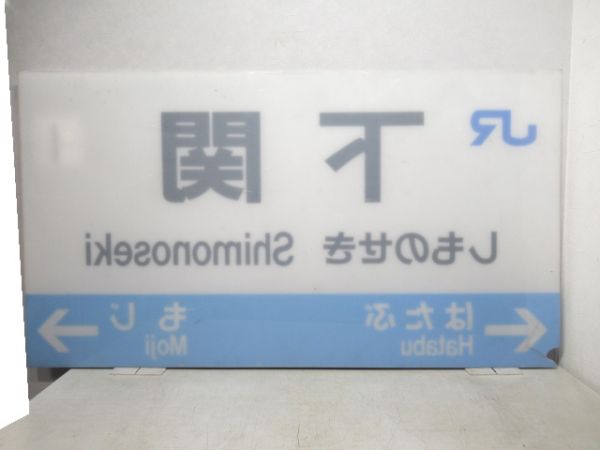 JR 下関
しものせき Shimonoseki
← はたぶ もじ →
Hatabu Moji